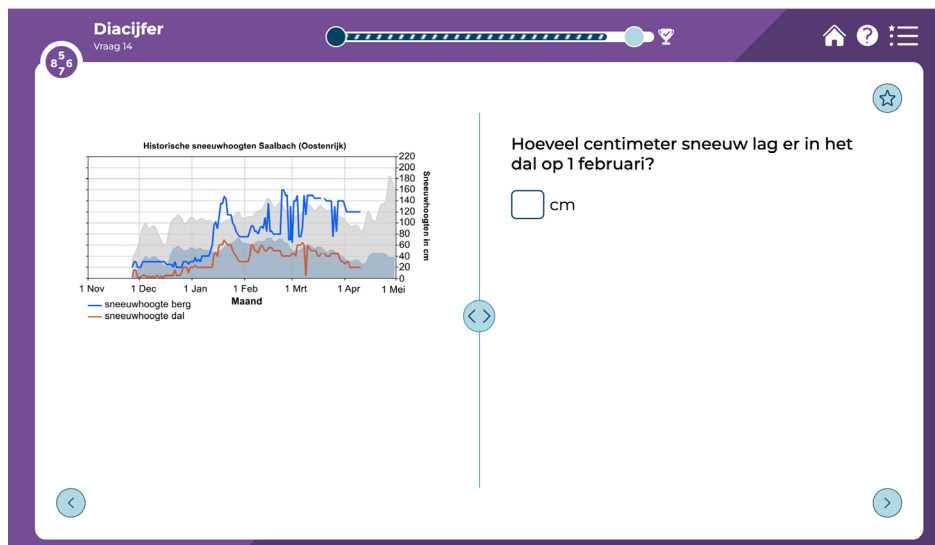 Diacijfer
Vraag 14
5
8 6
7
Historische sneeuwhoogten Saalbach (Oostenrijk)
220
200
180
160
140
120
100
80
60
40
20
0
Sneeuwhoogten in cm
1 Nov 1 Dec 1 Jan 1 Feb 1 Mrt 1 Apr 1 Mei
Maand
sneeuwhoogte berg
sneeuwhoogte dal
Hoeveel centimeter sneeuw lag er in het
dal op 1 februari?
cm